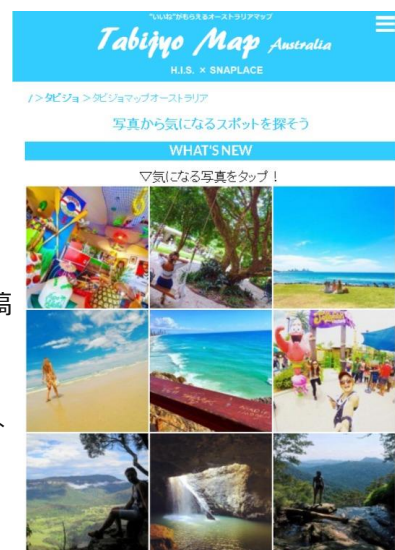 "いいね"がもらえるオーストラリアマップ
Tabijyo Map Australia
H.I.S. × SNAPLACE
/ > タビジョ > タビジョマップオーストラリア
写真から気になるスポットを探そう
WHAT'S NEW
▽気になる写真をタップ！
稿
、